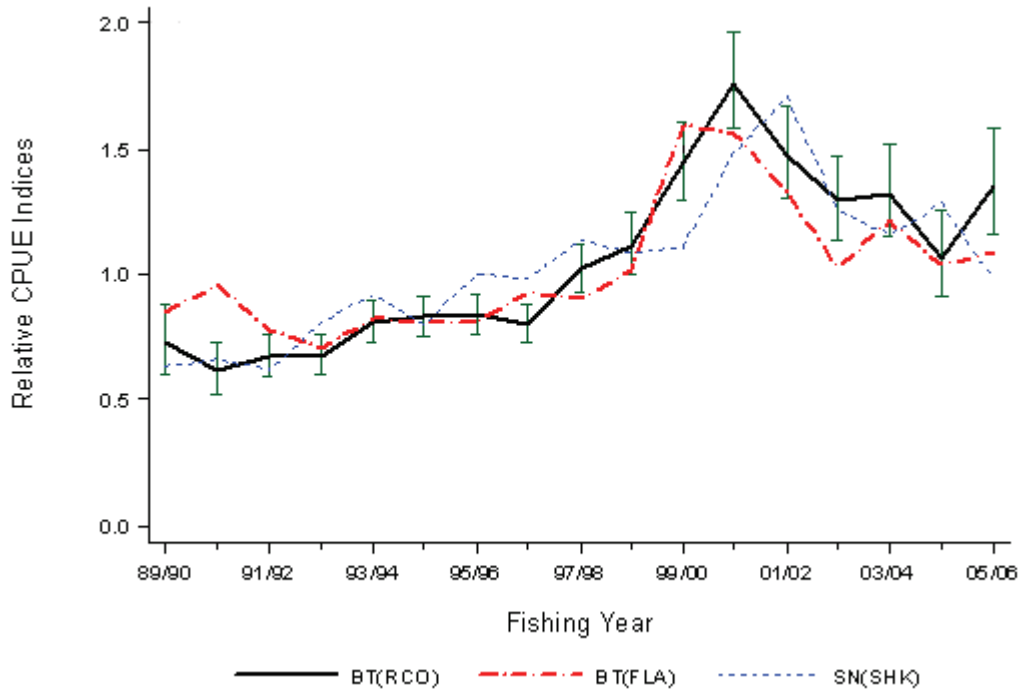 Relative CPUE Indices
2.0
1.5
1.0
0.5
0.0
89/90 91/92 93/94 95/96 97/98 99/00 01/02 03/04 05/06
Fishing Year
BT(RCO) BT(FLA) SN(SHK)